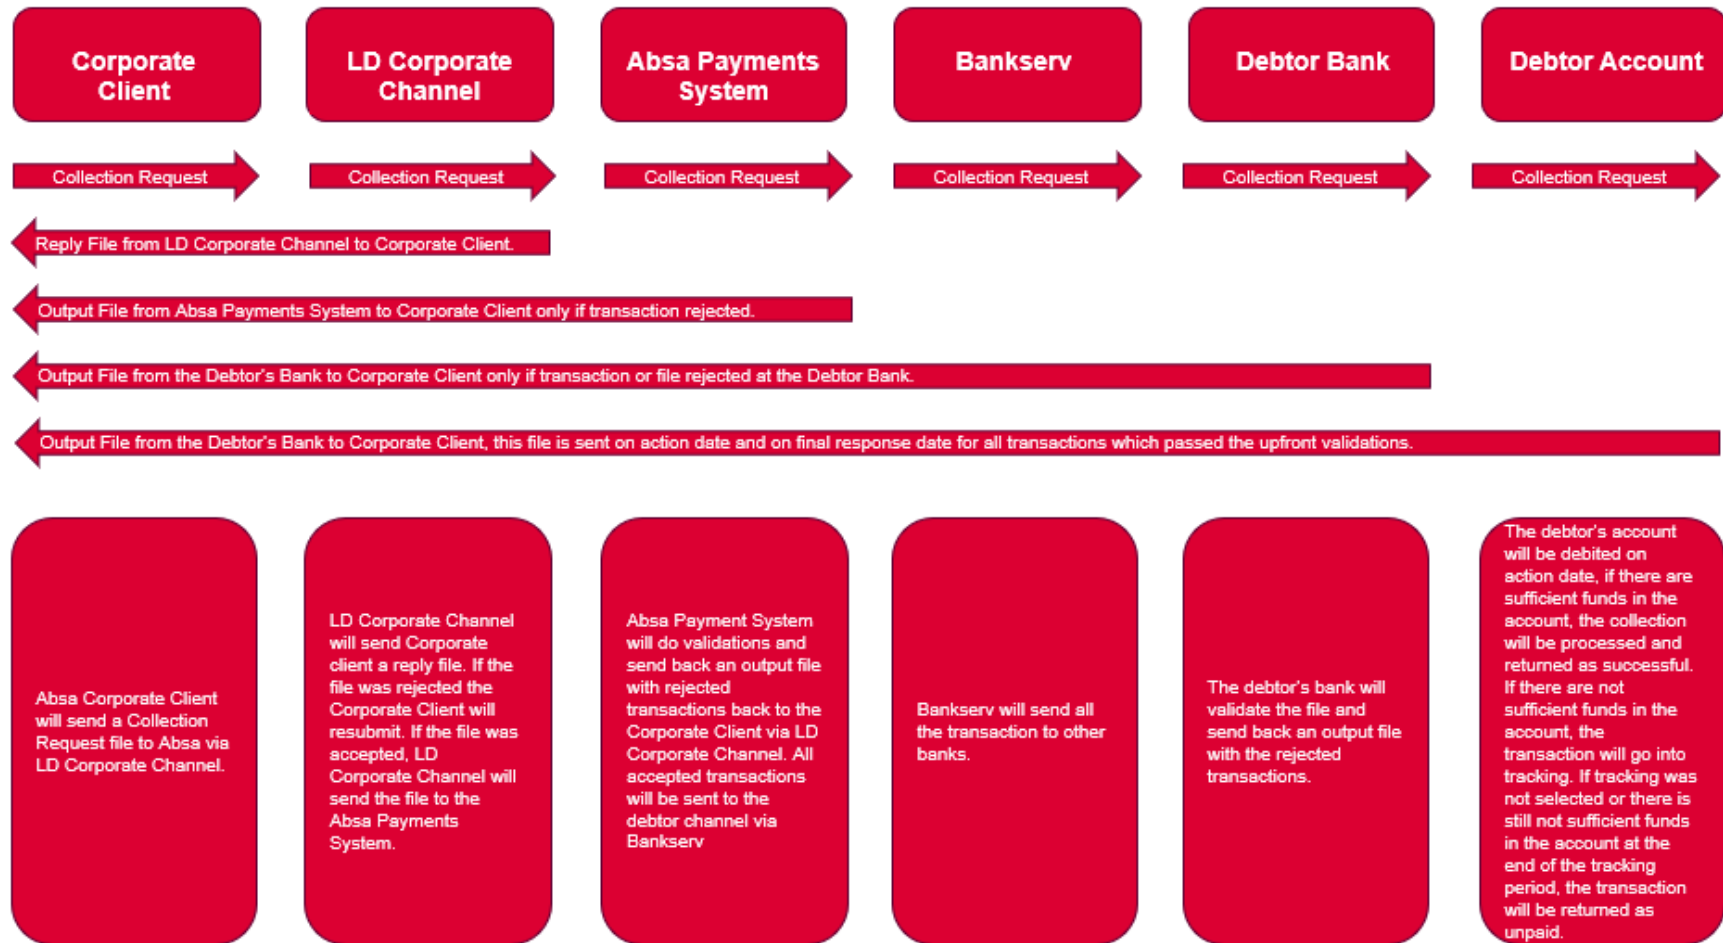 Corporate
Client
LD Corporate
Channel
Absa Payments
System
Bankserv
Debtor Bank
Debtor Account
Collection Request
Collection Request
Collection Request
Collection Request
Collection Request
Collection Request
Reply File from LD Corporate Channel to Corporate Client.
Output File from Absa Payments System to Corporate Client only if transaction rejected.
Output File from the Debtor's Bank to Corporate Client only if transaction or file rejected at the Debtor Bank.
Output File from the Debtor's Bank to Corporate Client, this file is sent on action date and on final response date for all transactions which passed the upfront validations.
Absa Corporate Client
will send a Collection
Request file to Absa via
LD Corporate Channel.
LD Corporate Channel
will send Corporate
client a reply file. If the
file was rejected the
Corporate Client will
resubmit. If the file was
accepted, LD
Corporate Channel will
send the file to the
Absa Payments
System.
Absa Payment System
will do validations and
send back an output file
with rejected
transactions back to the
Corporate Client via LD
Corporate Channel. All
accepted transactions
will be sent to the
debtor channel via
Bankserv
Bankserv will send all
the transaction to other
banks.
The debtor's bank will
validate the file and
send back an output file
with the rejected
transactions.
The debtor's account
will be debited on
action date, if there are
sufficient funds in the
account, the collection
will be processed and
returned as successful.
If there are not
sufficient funds in the
account, the
transaction will go into
tracking. If tracking was
not selected or there is
still not sufficient funds
in the account at the
end of the tracking
period, the transaction
will be returned as
unpaid.